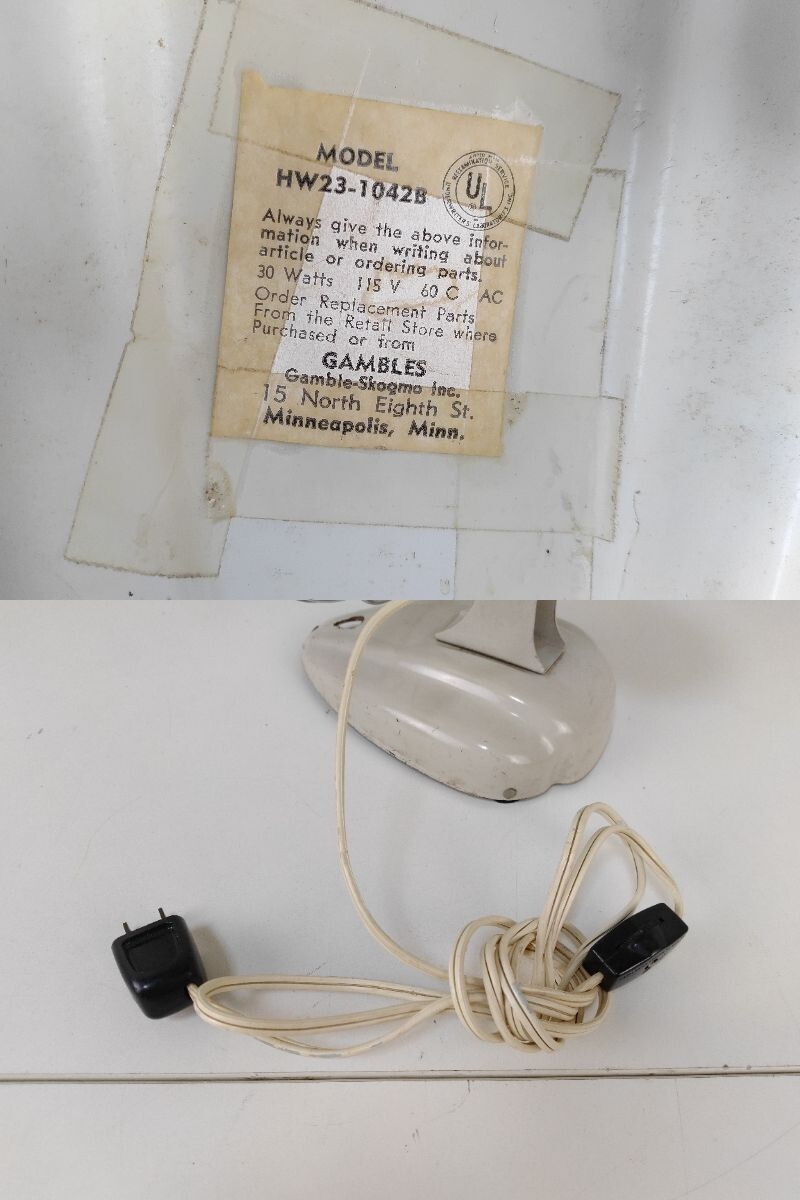 MODEL
HW23-1042B
UL
Always give the above infor-
mation when writing about
article or ordering parts.
30 Watts 115 V 60 C AC
Order Replacement Parts
From the Retail Store where
Purchased or from
GAMBLES
Gamble-Skogmo Inc.
15 North Eighth St.
Minneapolis, Minn.